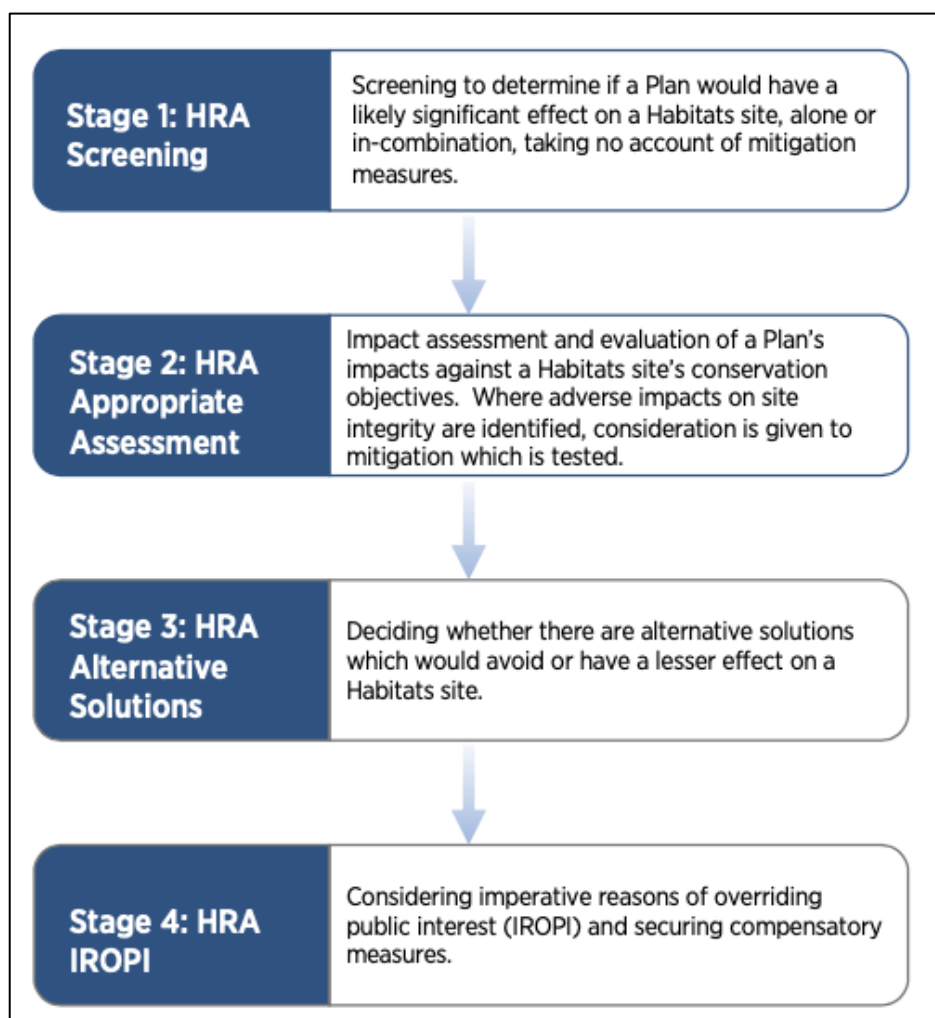 Stage 1: HRA
Screening
Screening to determine if a Plan would have a
likely significant effect on a Habitats site, alone or
in-combination, taking no account of mitigation
measures.
Stage 2: HRA
Appropriate
Assessment
Impact assessment and evaluation of a Plan's
impacts against a Habitats site's conservation
objectives.  Where adverse impacts on site
integrity are identified, consideration is given to
mitigation which is tested.
Stage 3: HRA
Alternative
Solutions
Deciding whether there are alternative solutions
which would avoid or have a lesser effect on a
Habitats site.
Stage 4: HRA
IROPI
Considering imperative reasons of overriding
public interest (IROPI) and securing compensatory
measures.